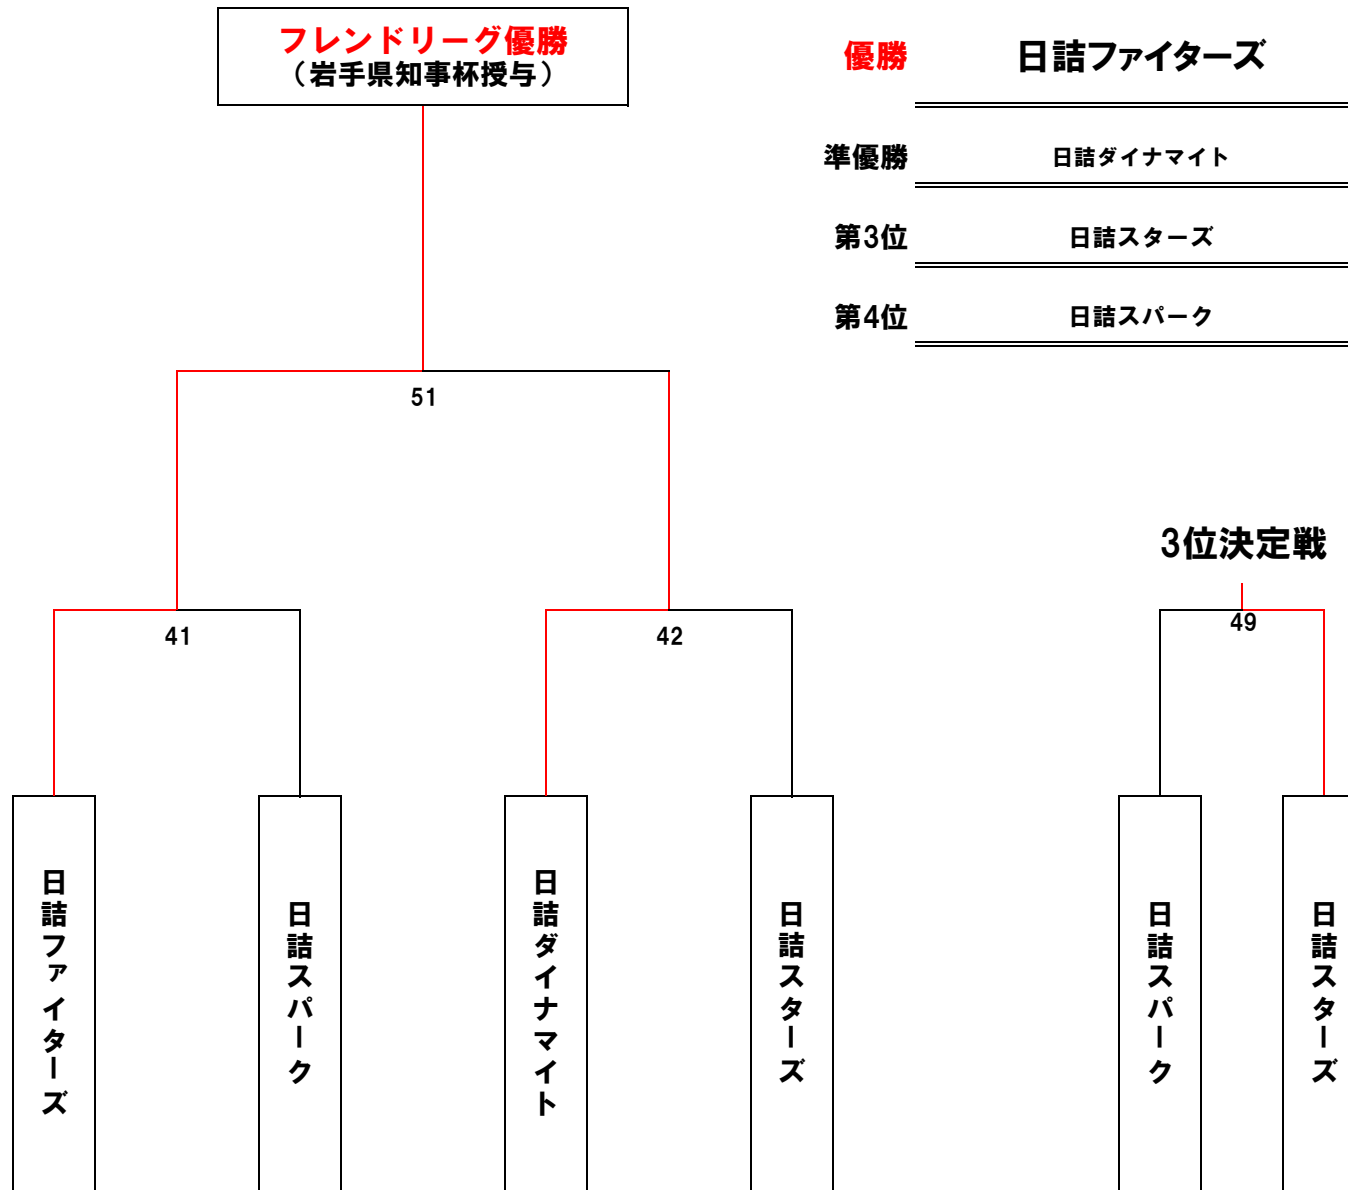 フレンドリーグ優勝
（岩手県知事杯授与）
優勝 日詰ファイターズ
準優勝 日詰ダイナマイト
第3位 日詰スターズ
第4位 日詰スパーク
51
3位決定戦
41
42
49
日詰ファイターズ
日詰スパーク
日詰ダイナマイト
日詰スターズ
日詰スパーク
日詰スターズ